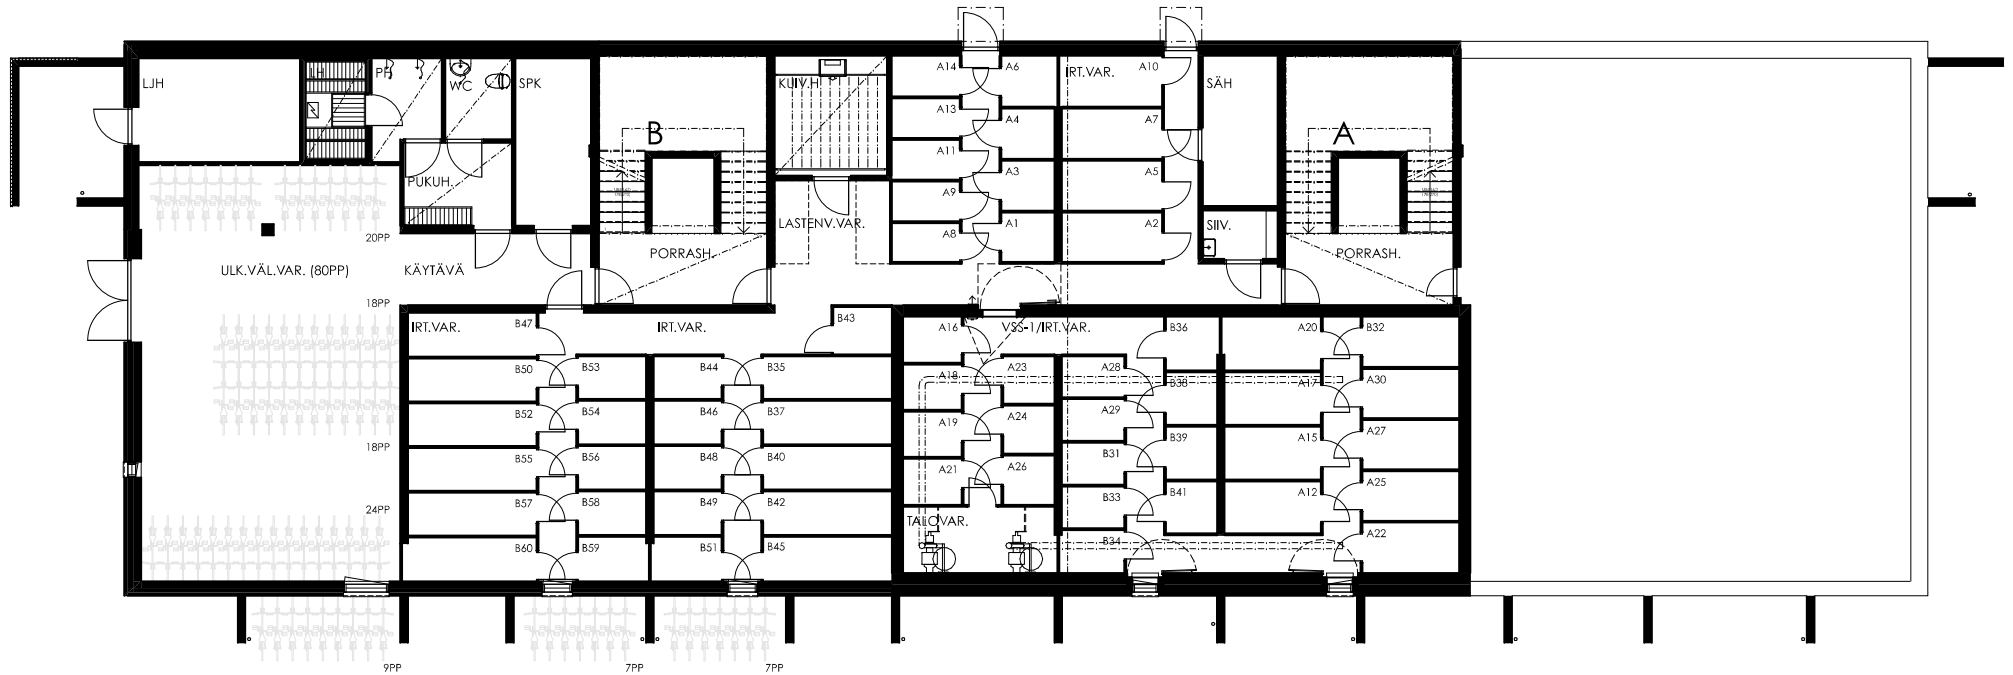 LJH
LH
PH
WC
SPK
KUIV.H
A14
A6
IRT.VAR.
A10
SÄH
A13
A4
A7
B
A
A11
A3
A5
PUKUH.
A9
A1
A2
LASTENV.VAR.
SIIV.
A8
20PP
PORRASH.
PORRASH.
ULK.VÄL.VAR. (80PP)
KÄYTÄVÄ
18PP
IRT.VAR.
B47
IRT.VAR.
B43
A16
VSS-1/IRT.VAR.
B36
A20
B32
B50
B53
B44
B35
A18
A23
A28
B38
A17
A30
B52
B54
B46
B37
A19
A24
A29
B39
A15
A27
18PP
B55
B56
B48
B40
A21
A26
B31
B41
A12
A25
24PP
B57
B58
B49
B42
B33
TALOVAR.
A22
B60
B59
B51
B45
B34
9PP
7PP
7PP